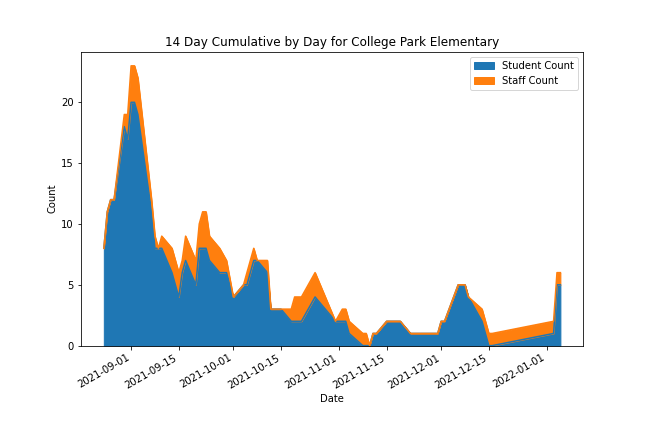 14 Day Cumulative by Day for College Park Elementary
Student Count
Staff Count
20
15
10
5
0
Count
2021-09-01
2021-09-15
2021-10-01
2021-10-15
2021-11-01
2021-11-15
2021-12-01
2021-12-15
2022-01-01
Date